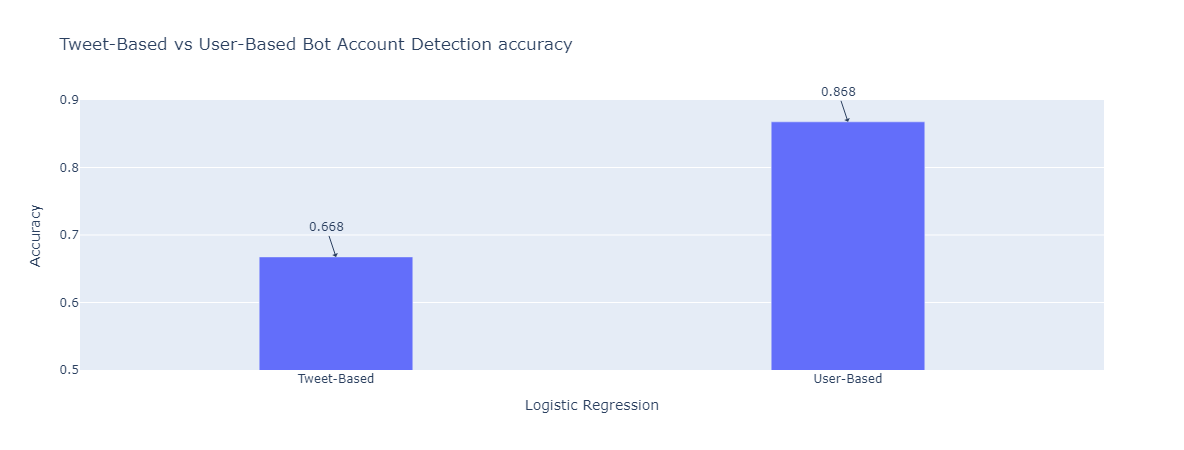 Tweet-Based vs User-Based Bot Account Detection accuracy
0.868
0.9
0.8
0.668
0.7
0.6
0.5
Accuracy
Tweet-Based
User-Based
Logistic Regression